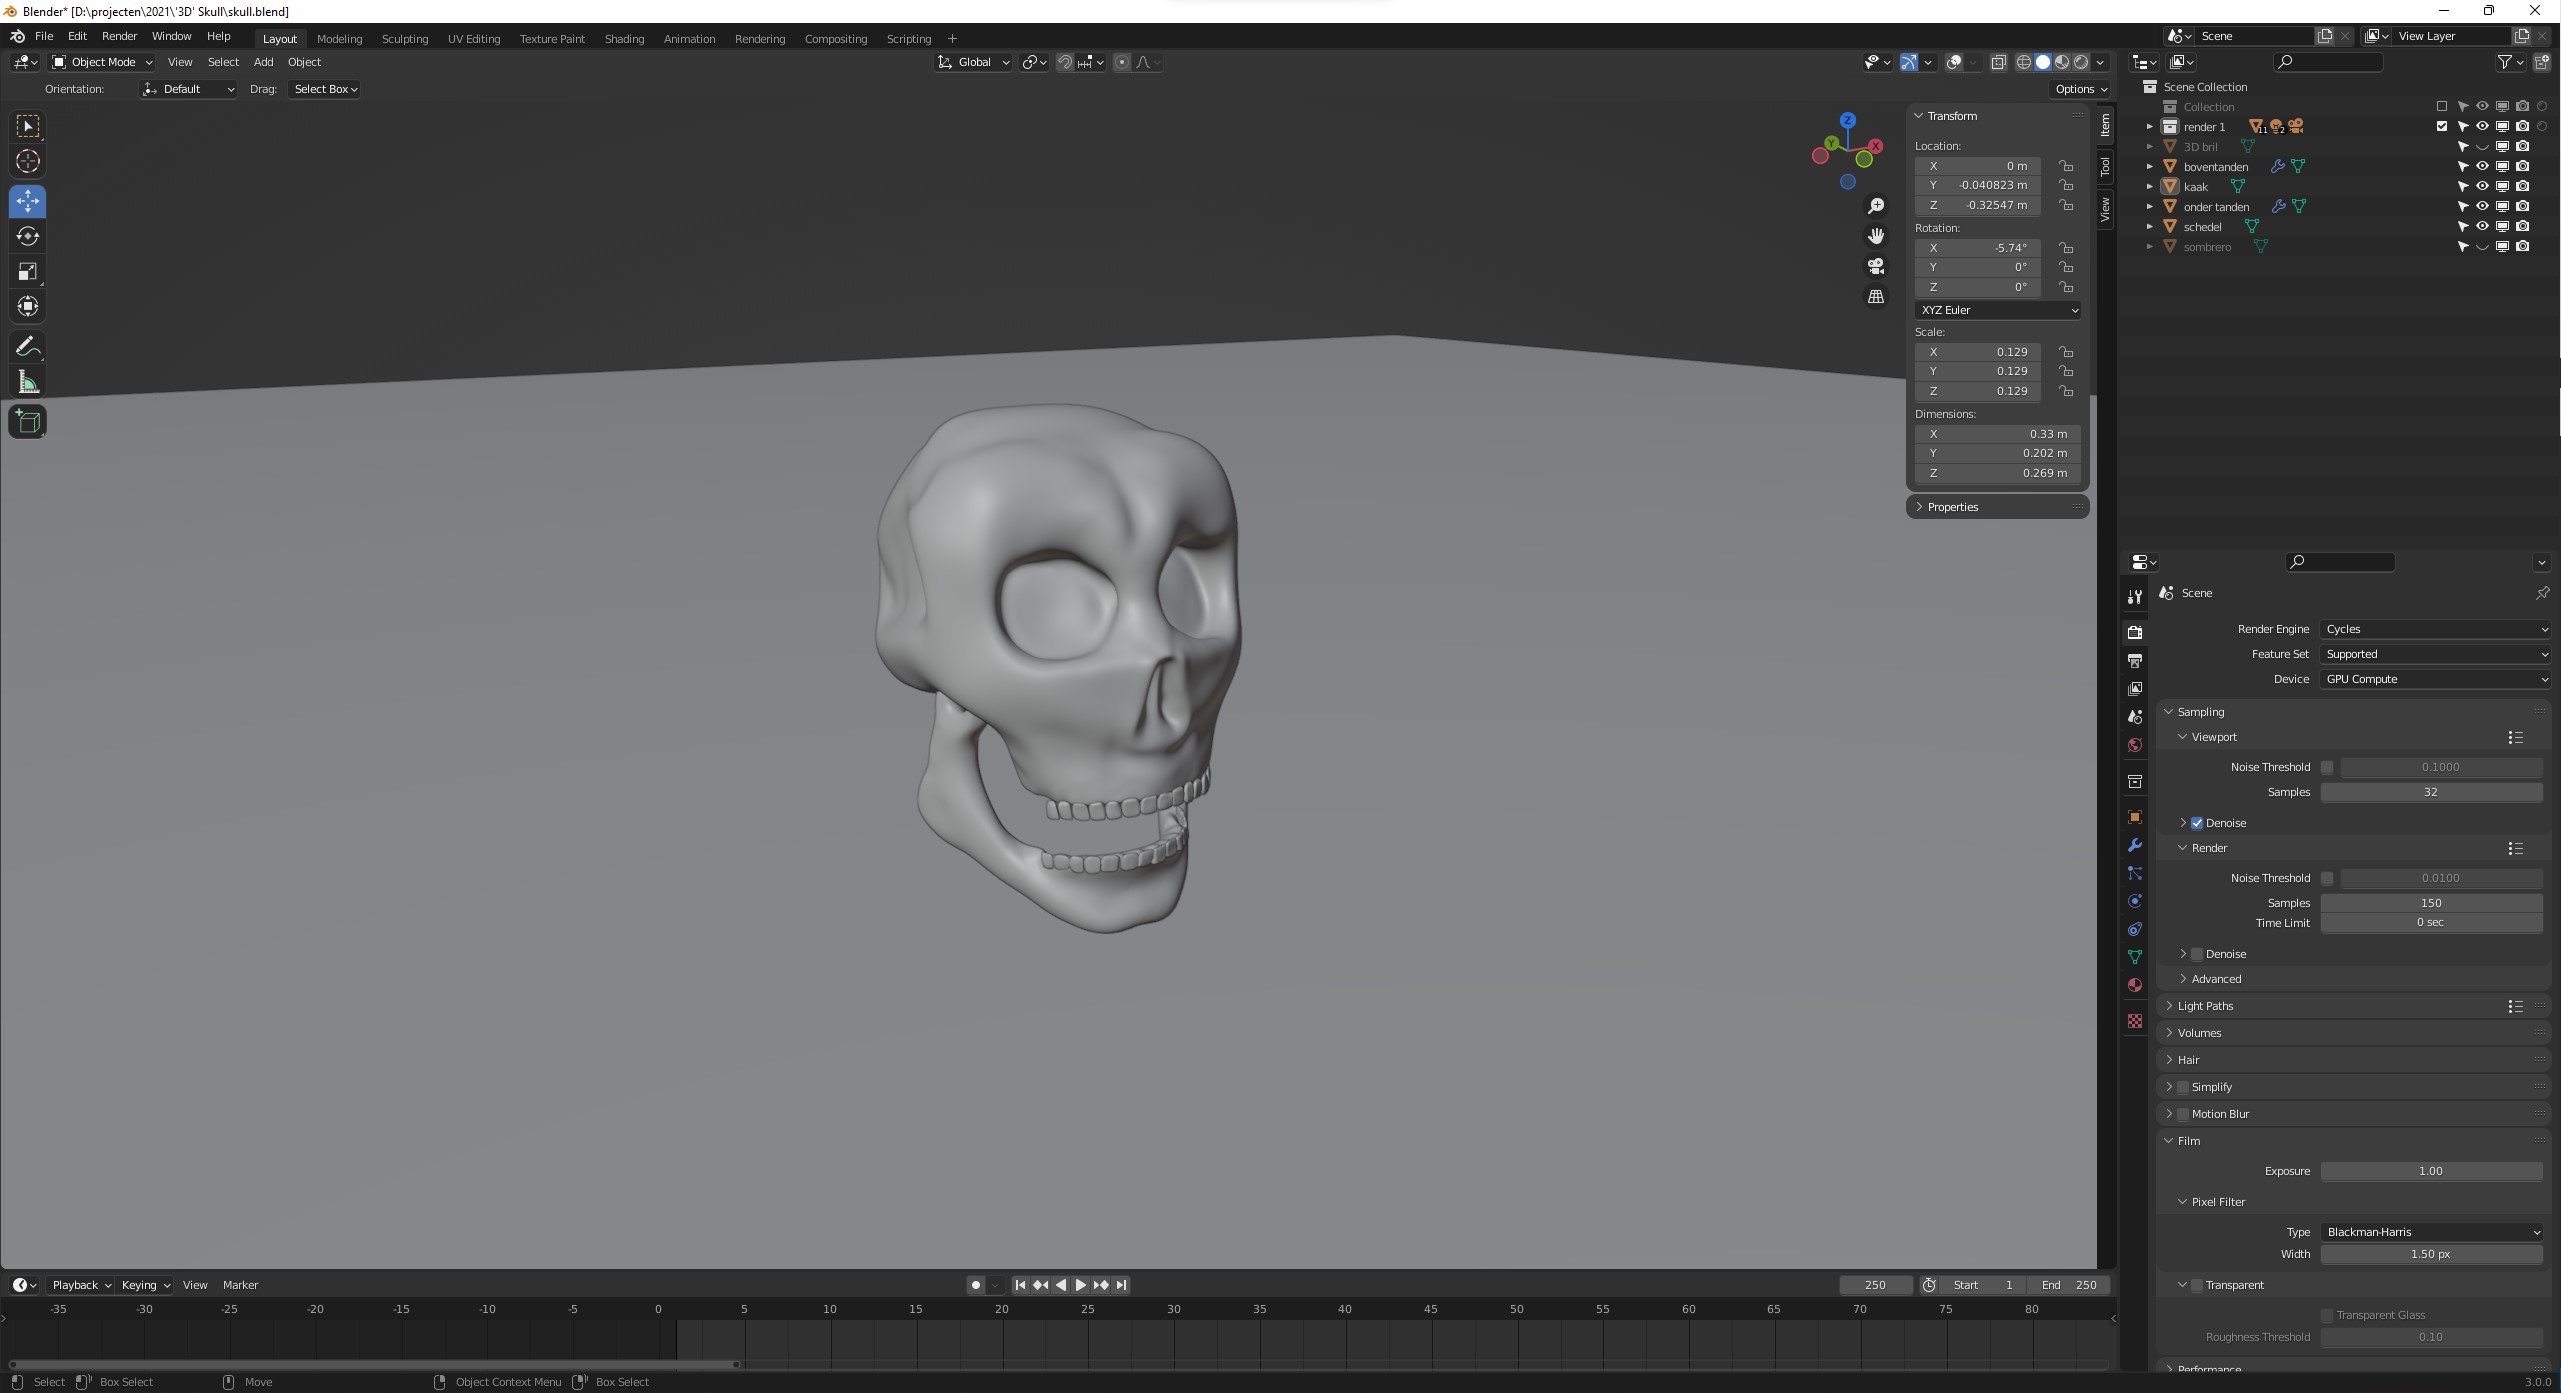 Blender* [D:\projecten\2021\'3D' Skull\skull.blend]
File Edit Render Window Help Layout Modeling Sculpting UV Editing Texture Paint Shading Animation Rendering Compositing Scripting + Scene View Layer
Object Mode View Select Add Object Global
Orientation: Default Drag: Select Box Options
Scene Collection
Collection
render 1 11 2
3D bril
boventanden
kaak
onder tanden
schedel
sombrero
Z
Y
X
Transform
Location:
X 0 m
Y -0.040823 m
Z -0.32547 m
Rotation:
X -5.74°
Y 0°
Z 0°
XYZ Euler
Scale:
X 0.129
Y 0.129
Z 0.129
Dimensions:
X 0.33 m
Y 0.202 m
Z 0.269 m
Properties
Item
Tool
View
Scene
Render Engine Cycles
Feature Set Supported
Device GPU Compute
Sampling
Viewport
Noise Threshold 0.1000
Samples 32
Denoise
Render
Noise Threshold 0.0100
Samples 150
Time Limit 0 sec
Denoise
Advanced
Light Paths
Volumes
Hair
Simplify
Motion Blur
Film
Exposure 1.00
Pixel Filter
Type Blackman-Harris
Width 1.50 px
Transparent
Transparent Glass
Roughness Threshold 0.10
Performance
Playback Keying View Marker 250 Start 1 End 250
-35 -30 -25 -20 -15 -10 -5 0 5 10 15 20 25 30 35 40 45 50 55 60 65 70 75 80
Select Box Select Move Object Context Menu Box Select 3.0.0